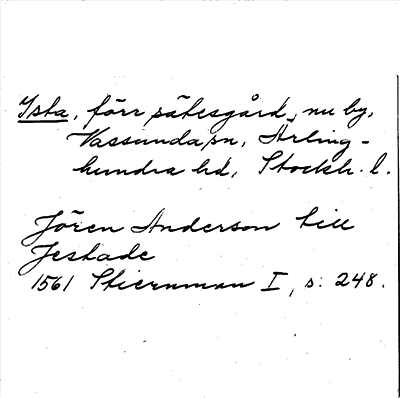 Ysta, förr sätesgård, nu by,
Vassunda sn, Ärling-
hundra hd, Stockh. l.
Jören Anderson till
Jestade
1561 Stiernman I, s. 248.